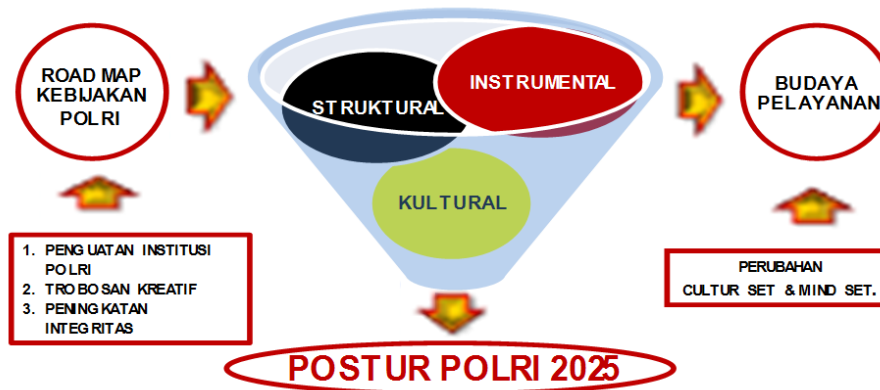 ROAD MAP
KEBIJAKAN
POLRI
STRUKTURAL
INSTRUMENTAL
KULTURAL
BUDAYA
PELAYANAN
1. PENGUATAN INSTITUSI
POLRI
2. TROBOSAN KREATIF
3. PENINGKATAN
INTEGRITAS
PERUBAHAN
CULTUR SET & MIND SET.
POSTUR POLRI 2025